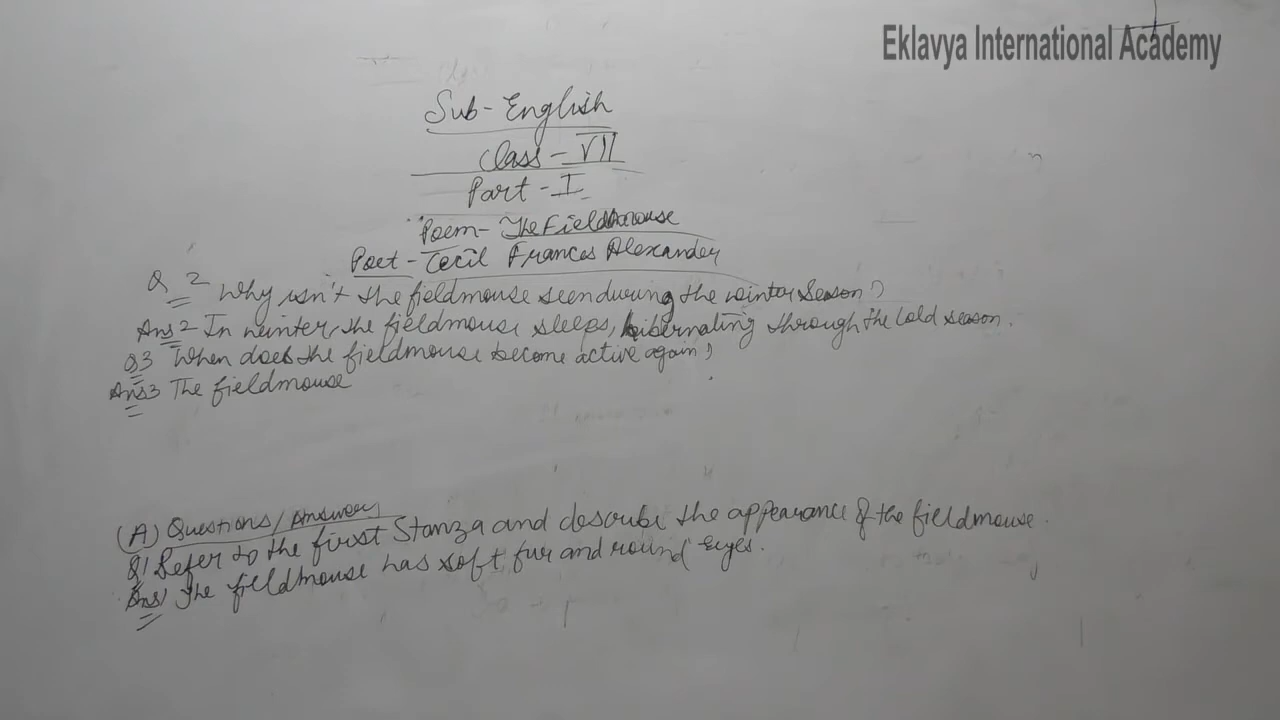 Eklavya International Academy
Sub- English
Class - VII
Part - I
Poem- The Fieldmouse
Poet - Cecil Frances Alexander
Q 2 Why isn't the fieldmouse seen during the winter season?
Ans2 In winter, the fieldmouse sleeps, hibernating through the cold season.
Q3 When does the fieldmouse become active again?
Ans3 The fieldmouse
(A) Questions/Answers
Q1 Refer to the first Stanza and describe the appearance of the fieldmouse.
Ans1 The fieldmouse has soft fur and round eyes.